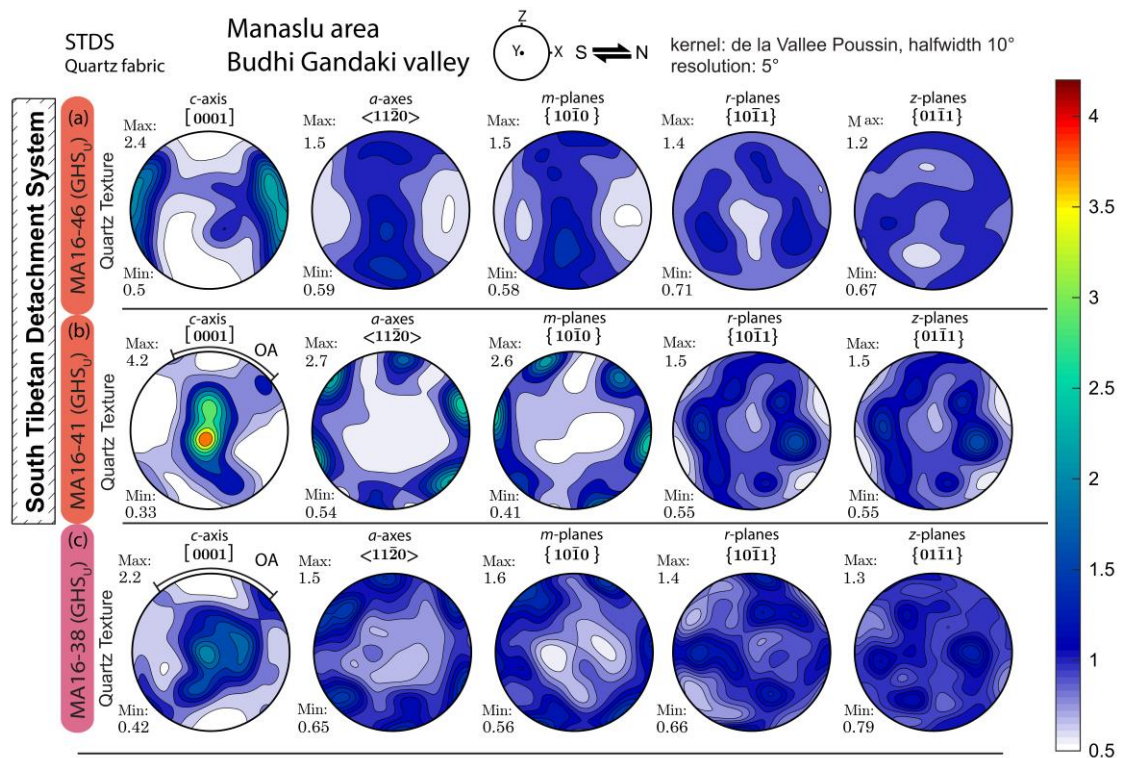 STDS
Quartz fabric
Manaslu area
Budhi Gandaki valley
Z
Y
X
S
N
kernel: de la Vallee Poussin, halfwidth 10°
resolution: 5°
South Tibetan Detachment System
(a)
MA16-46 (GHS_U)
Quartz Texture
c-axis
[0001]
Max:
2.4
Min:
0.5
a-axes
<112̄0>
Max:
1.5
Min:
0.59
m-planes
{101̄0}
Max:
1.5
Min:
0.58
r-planes
{101̄1}
Max:
1.4
Min:
0.71
z-planes
{011̄1}
Max:
1.2
Min:
0.67
(b)
MA16-41 (GHS_U)
Quartz Texture
c-axis
[0001]
OA
Max:
4.2
Min:
0.33
a-axes
<112̄0>
Max:
2.7
Min:
0.54
m-planes
{101̄0}
Max:
2.6
Min:
0.41
r-planes
{101̄1}
Max:
1.5
Min:
0.55
z-planes
{011̄1}
Max:
1.5
Min:
0.55
(c)
MA16-38 (GHS_U)
Quartz Texture
c-axis
[0001]
OA
Max:
2.2
Min:
0.42
a-axes
<112̄0>
Max:
1.5
Min:
0.65
m-planes
{101̄0}
Max:
1.6
Min:
0.56
r-planes
{101̄1}
Max:
1.4
Min:
0.66
z-planes
{011̄1}
Max:
1.3
Min:
0.79
4
3.5
3
2.5
2
1.5
1
0.5